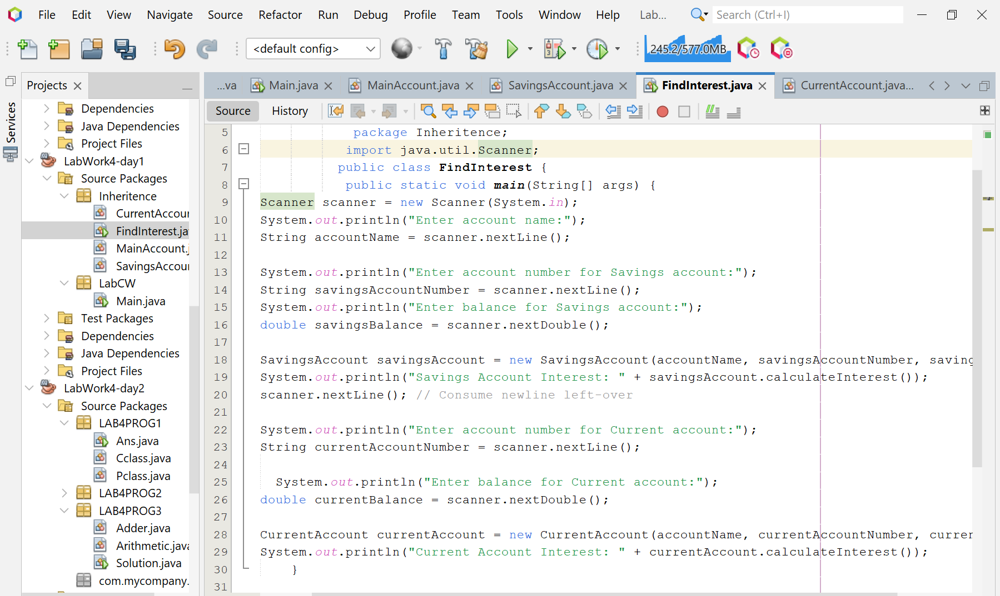 File Edit View Navigate Source Refactor Run Debug Profile Team Tools Window Help Lab... Search (Ctrl+I)
<default config> 245.2/577.0MB
Services
Projects
Dependencies
Java Dependencies
Project Files
LabWork4-day1
Source Packages
Inheritence
CurrentAccour
FindInterest.ja
MainAccount.j
SavingsAccour
LabCW
Main.java
Test Packages
Dependencies
Java Dependencies
Project Files
LabWork4-day2
Source Packages
LAB4PROG1
Ans.java
Cclass.java
Pclass.java
LAB4PROG2
LAB4PROG3
Adder.java
Arithmetic.java
Solution.java
com.mycompany.
...va Main.java MainAccount.java SavingsAccount.java FindInterest.java CurrentAccount.java...
Source History
5 package Inheritence;
6 import java.util.Scanner;
7 public class FindInterest {
8 public static void main(String[] args) {
9 Scanner scanner = new Scanner(System.in);
10 System.out.println("Enter account name:");
11 String accountName = scanner.nextLine();
12
13 System.out.println("Enter account number for Savings account:");
14 String savingsAccountNumber = scanner.nextLine();
15 System.out.println("Enter balance for Savings account:");
16 double savingsBalance = scanner.nextDouble();
17
18 SavingsAccount savingsAccount = new SavingsAccount(accountName, savingsAccountNumber, saving
19 System.out.println("Savings Account Interest: " + savingsAccount.calculateInterest());
20 scanner.nextLine(); // Consume newline left-over
21
22 System.out.println("Enter account number for Current account:");
23 String currentAccountNumber = scanner.nextLine();
24
25 System.out.println("Enter balance for Current account:");
26 double currentBalance = scanner.nextDouble();
27
28 CurrentAccount currentAccount = new CurrentAccount(accountName, currentAccountNumber, curren
29 System.out.println("Current Account Interest: " + currentAccount.calculateInterest());
30 }
31